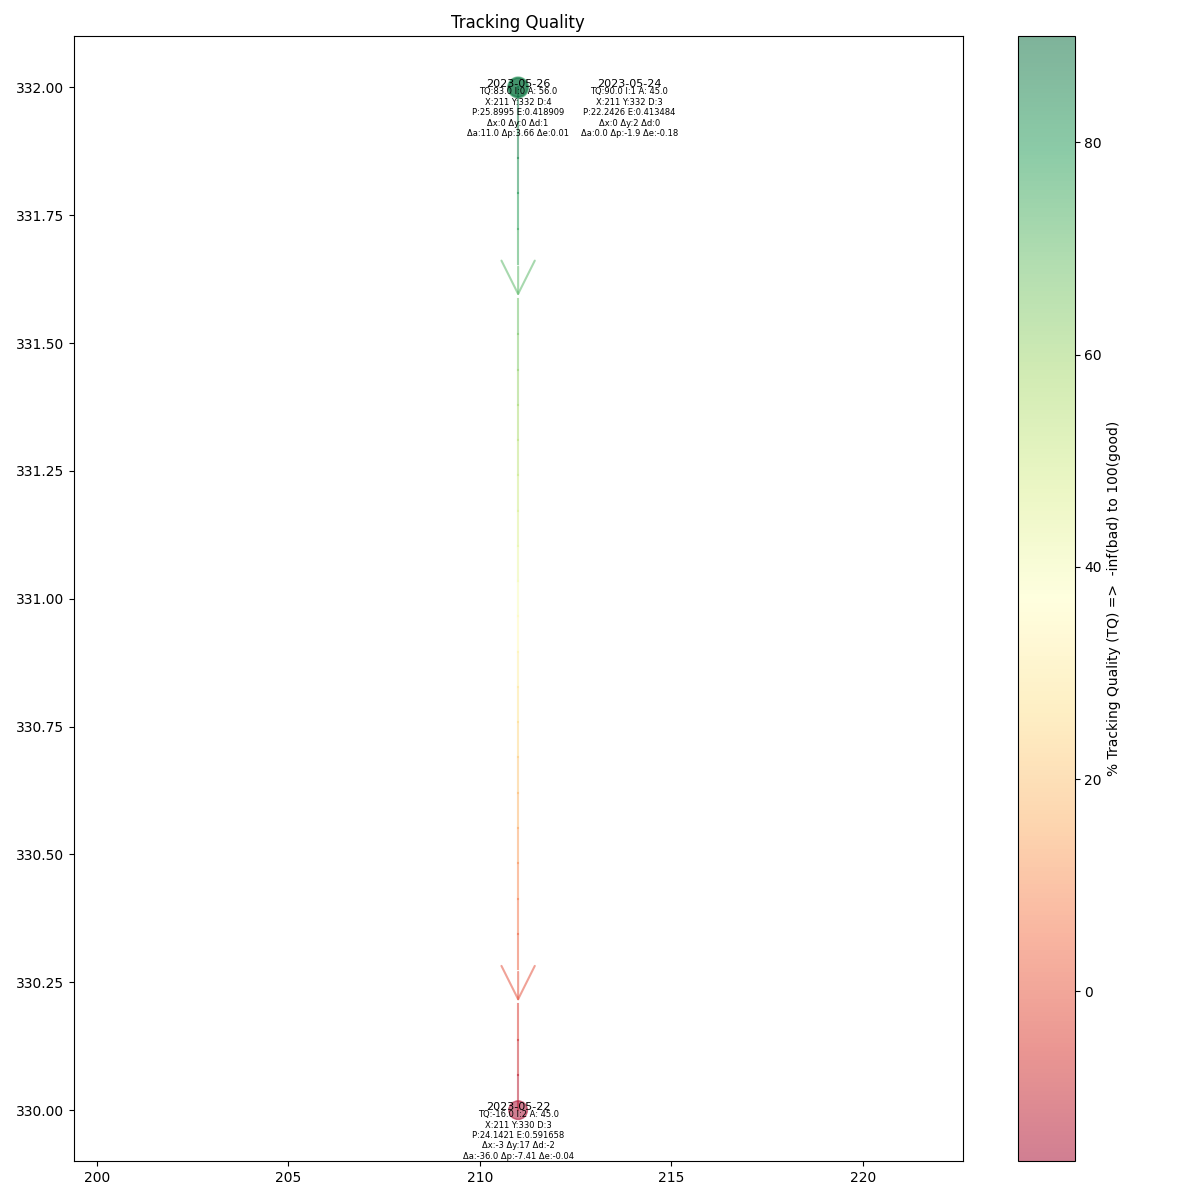 Tracking Quality
332.00
331.75
331.50
331.25
331.00
330.75
330.50
330.25
330.00
2023-05-26
TQ:83.0 I:0 A: 56.0
X:211 Y:332 D:4
P:25.8995 E:0.418909
Δx:0 Δy:0 Δd:1
Δa:11.0 Δp:3.66 Δe:0.01
2023-05-24
TQ:90.0 I:1 A: 45.0
X:211 Y:332 D:3
P:22.2426 E:0.413484
Δx:0 Δy:2 Δd:0
Δa:0.0 Δp:-1.9 Δe:-0.18
2023-05-22
TQ:-16.0 I:2 A: 45.0
X:211 Y:330 D:3
P:24.1421 E:0.591658
Δx:-3 Δy:17 Δd:-2
Δa:-36.0 Δp:-7.41 Δe:-0.04
200
205
210
215
220
80
60
40
20
0
% Tracking Quality (TQ) => -inf(bad) to 100(good)